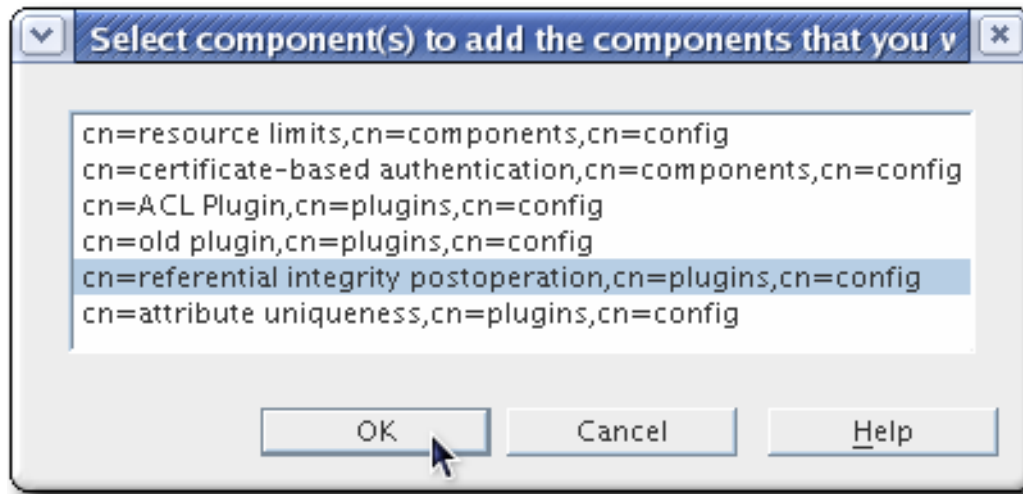 Select component(s) to add the components that you
cn=resource limits,cn=components,cn=config
cn=certificate-based authentication,cn=components,cn=config
cn=ACL Plugin,cn=plugins,cn=config
cn=old plugin,cn=plugins,cn=config
cn=referential integrity postoperation,cn=plugins,cn=config
cn=attribute uniqueness,cn=plugins,cn=config
OK Cancel Help